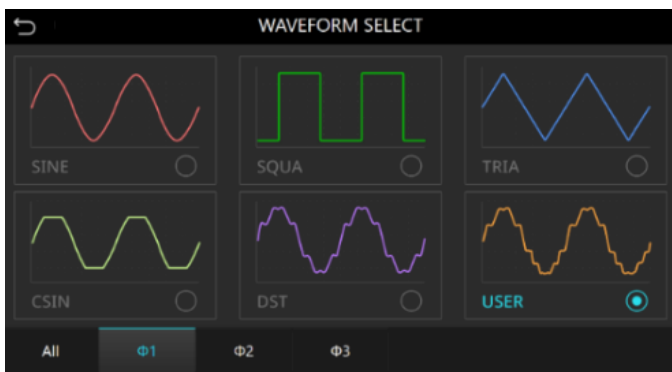 WAVEFORM SELECT
SINE
SQUA
TRIA
CSIN
DST
USER
All
Φ1
Φ2
Φ3